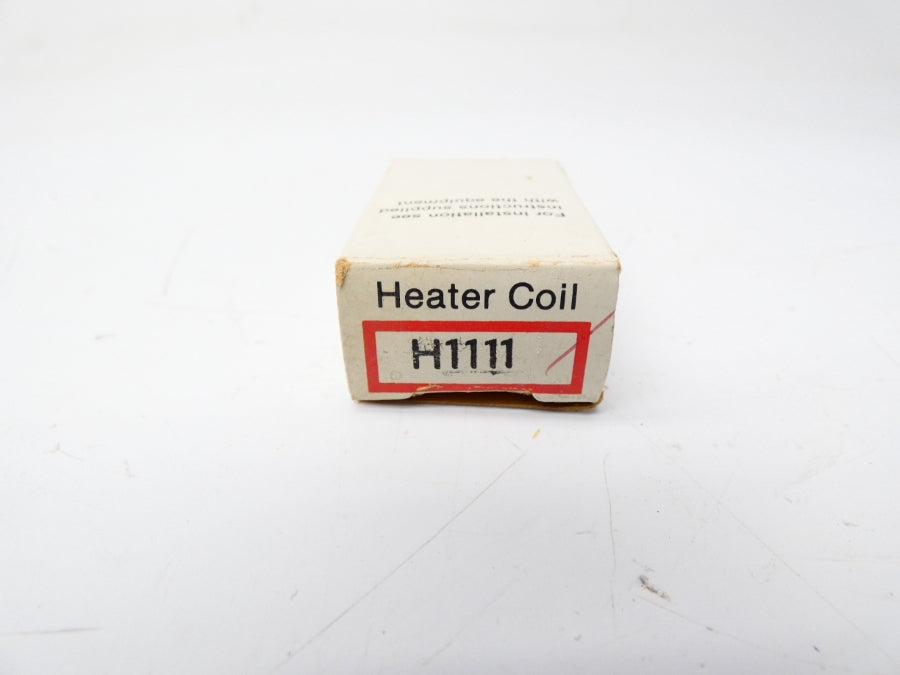 For installation see
instructions supplied
with the equipment
Heater Coil
H1111